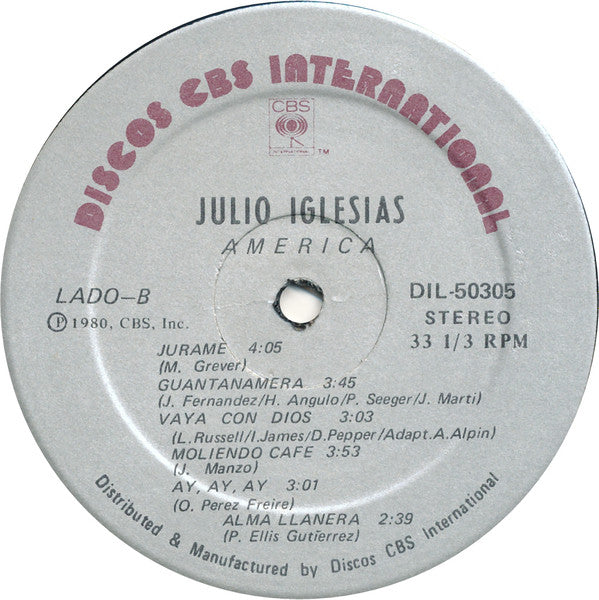 DISCOS CBS INTERNATIONAL
CBS
INTERNATIONAL
TM
JULIO IGLESIAS
AMERICA
LADO-B
Ⓟ 1980, CBS, Inc.
DIL-50305
STEREO
33 1/3 RPM
JURAME 4:05
(M. Grever)
GUANTANAMERA 3:45
(J. Fernandez/H. Angulo/P. Seeger/J. Marti)
VAYA CON DIOS 3:03
(L.Russell/I.James/D.Pepper/Adapt.A.Alpin)
MOLIENDO CAFE 3:53
(J. Manzo)
AY, AY, AY 3:01
(O. Perez Freire)
ALMA LLANERA 2:39
(P. Ellis Gutierrez)
Distributed & Manufactured by Discos CBS International